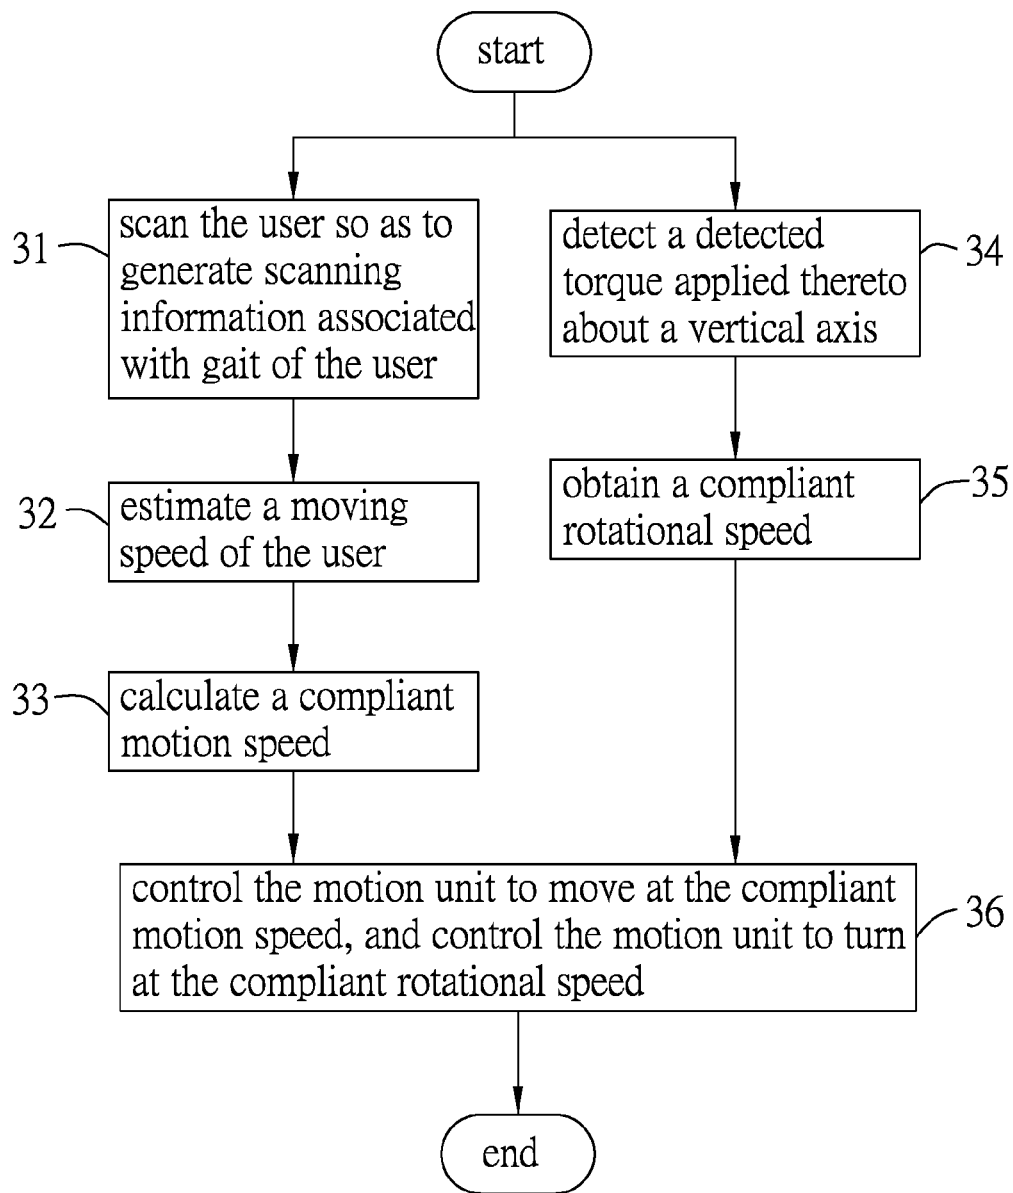 start
31
scan the user so as to
generate scanning
information associated
with gait of the user
32
estimate a moving
speed of the user
33
calculate a compliant
motion speed
detect a detected
torque applied thereto
about a vertical axis
34
obtain a compliant
rotational speed
35
control the motion unit to move at the compliant
motion speed, and control the motion unit to turn
at the compliant rotational speed
36
end